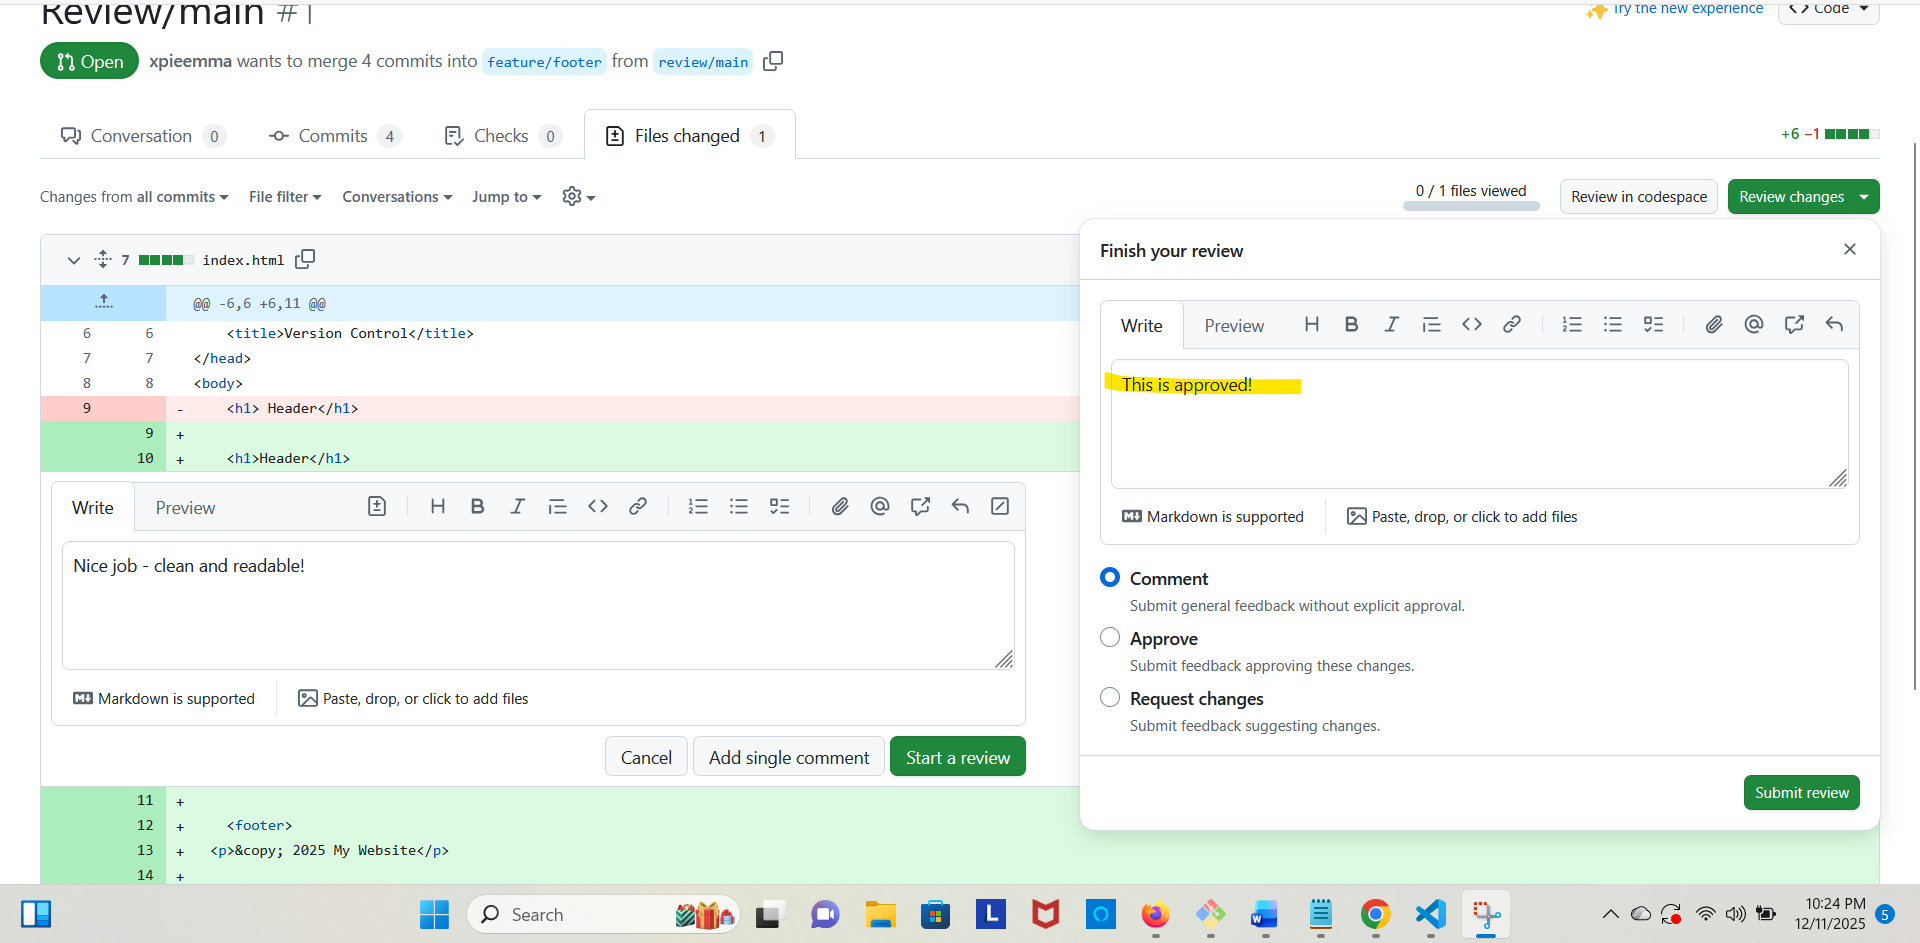 Review/main #1
Try the new experience
<> Code
Open
xpieemma wants to merge 4 commits into feature/footer from review/main
Conversation 0
Commits 4
Checks 0
Files changed 1
+6 −1
Changes from all commits
File filter
Conversations
Jump to
0 / 1 files viewed
Review in codespace
Review changes
7 index.html
@@ -6,6 +6,11 @@
6 6 <title>Version Control</title>
7 7 </head>
8 8 <body>
9 - <h1> Header</h1>
9 +
10 + <h1>Header</h1>
Write
Preview
Nice job - clean and readable!
Markdown is supported
Paste, drop, or click to add files
Cancel
Add single comment
Start a review
11 +
12 + <footer>
13 + <p>&copy; 2025 My Website</p>
14 +
Finish your review
Write
Preview
This is approved!
Markdown is supported
Paste, drop, or click to add files
Comment
Submit general feedback without explicit approval.
Approve
Submit feedback approving these changes.
Request changes
Submit feedback suggesting changes.
Submit review
Search
L
W
10:24 PM
12/11/2025
5